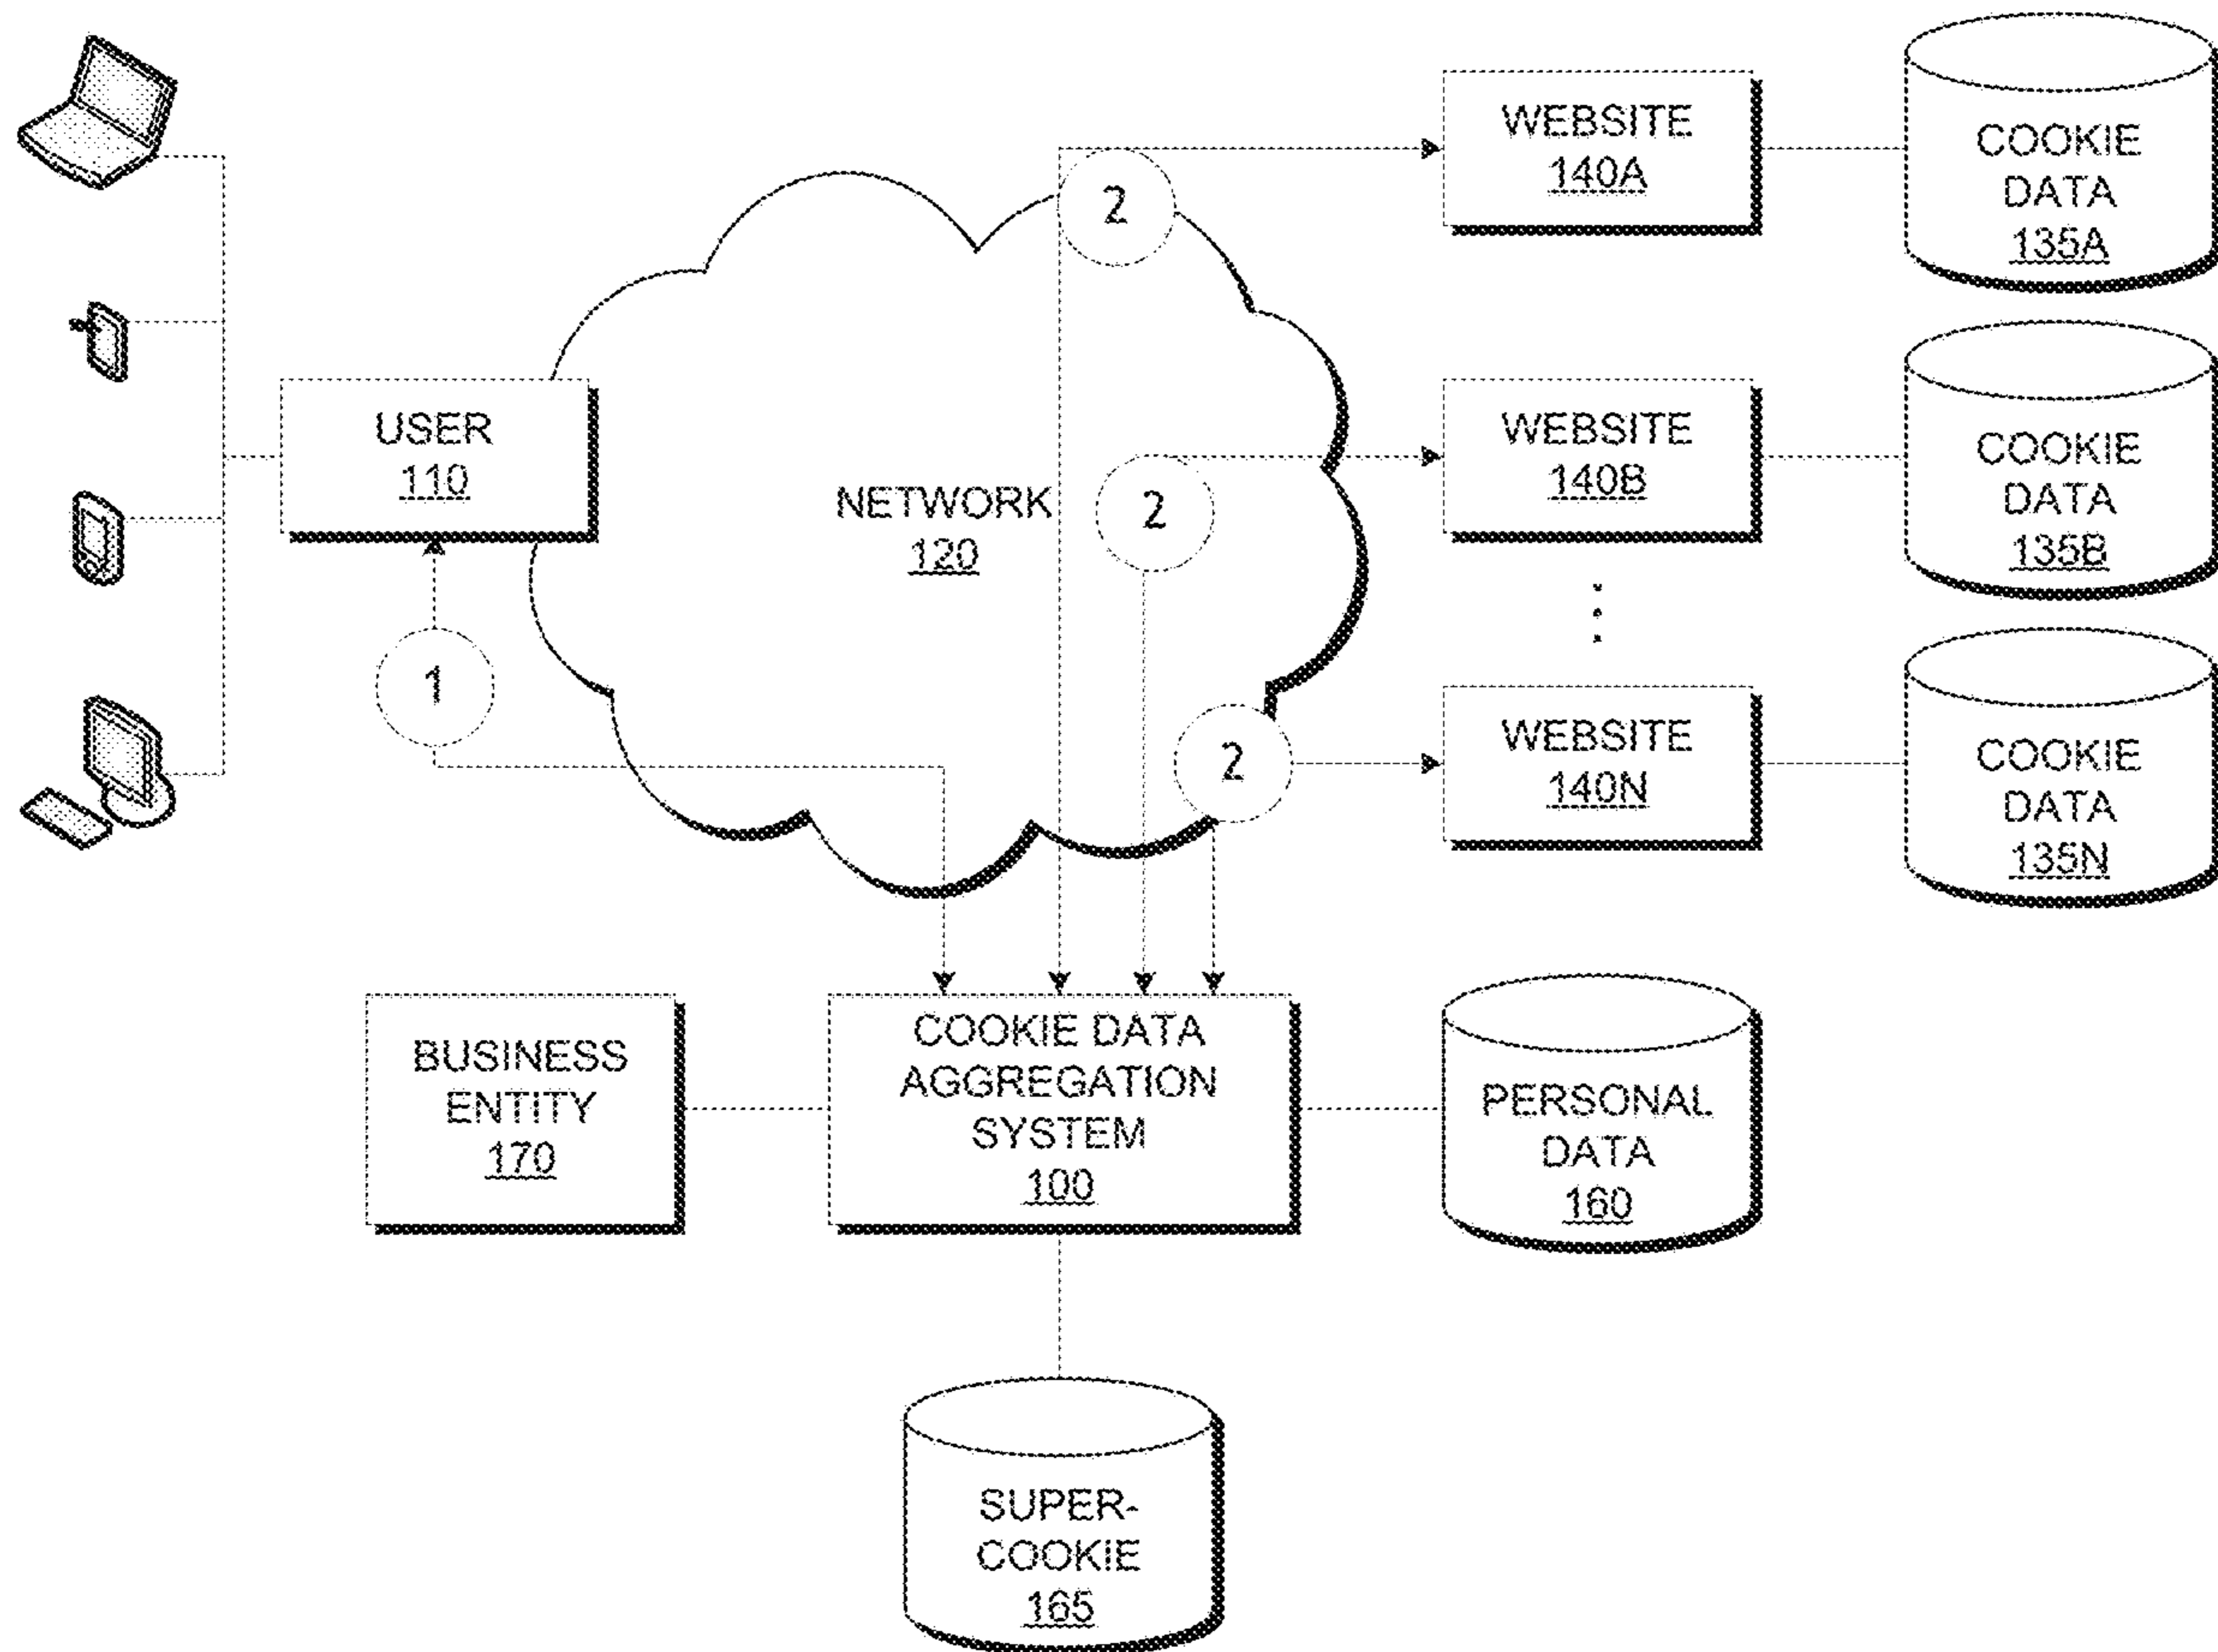 WEBSITE
140A
COOKIE
DATA
135A
2
USER
110
NETWORK
120
2
WEBSITE
140B
COOKIE
DATA
135B
1
2
WEBSITE
140N
COOKIE
DATA
135N
BUSINESS
ENTITY
170
COOKIE DATA
AGGREGATION
SYSTEM
100
PERSONAL
DATA
160
SUPER-
COOKIE
165